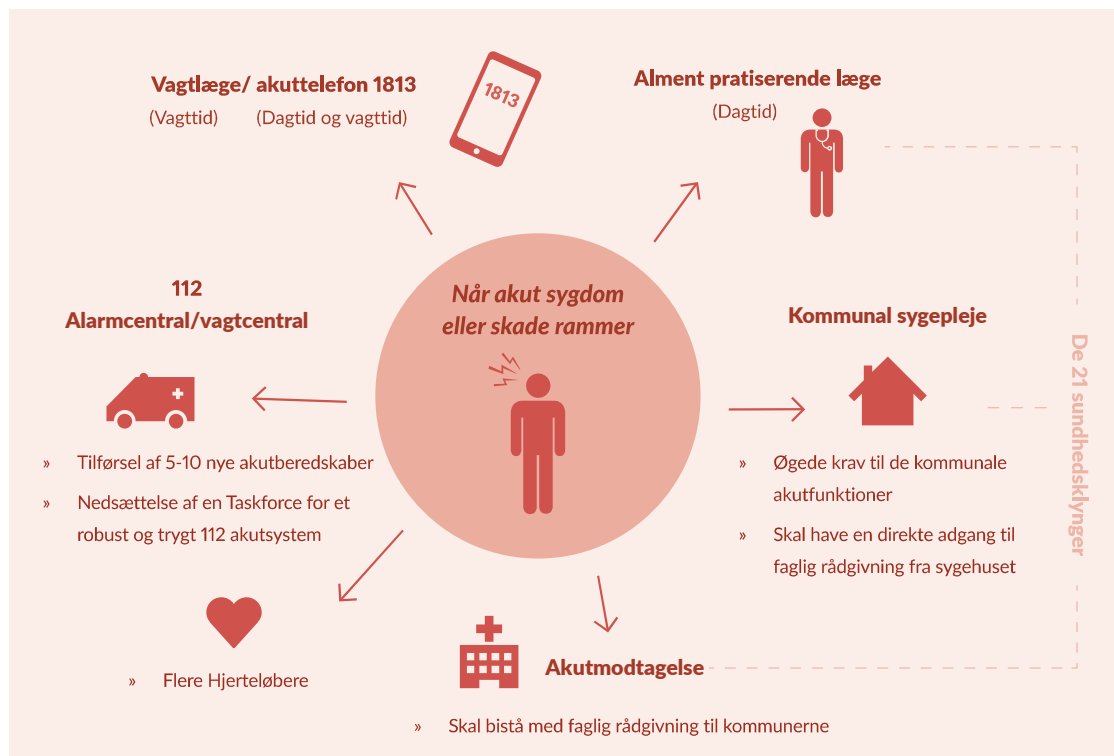 Vagtlæge/ akuttelefon 1813
(Vagttid) (Dagtid og vagttid)
1813
Alment pratiserende læge
(Dagtid)
Når akut sygdom
eller skade rammer
112
Alarmcentral/vagtcentral
» Tilførsel af 5-10 nye akutberedskaber
» Nedsættelse af en Taskforce for et
robust og trygt 112 akutsystem
Kommunal sygepleje
» Øgede krav til de kommunale
akutfunktioner
» Skal have en direkte adgang til
faglig rådgivning fra sygehuset
De 21 sundhedsklynger
» Flere Hjerteløbere
Akutmodtagelse
» Skal bistå med faglig rådgivning til kommunerne